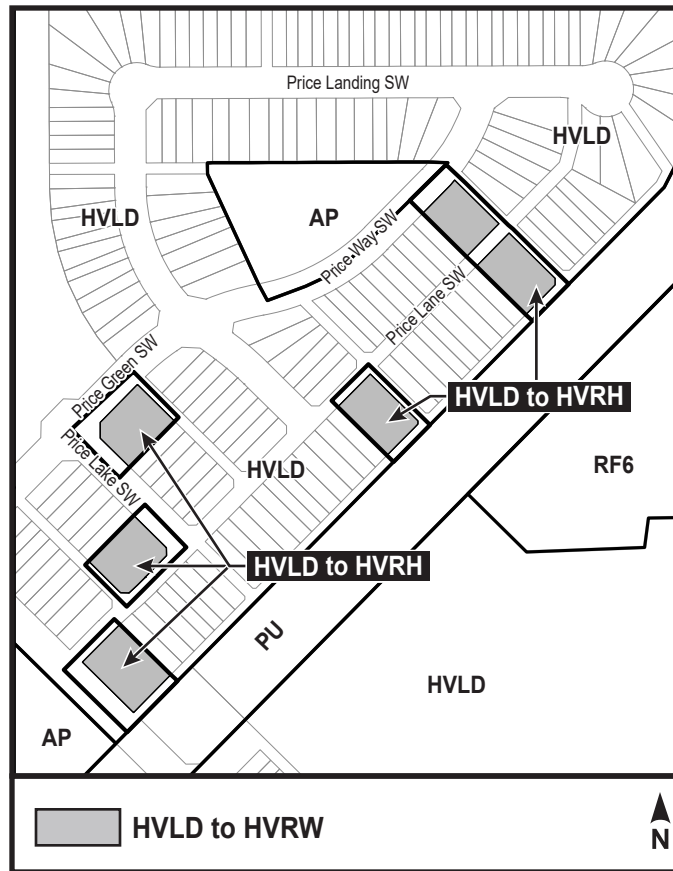 Price Landing SW
HVLD
HVLD
AP
Price Way SW
Price Lane SW
Price Green SW
HVLD to HVRH
Price Lake SW
HVLD
RF6
HVLD to HVRH
PU
HVLD
AP
HVLD to HVRW
N